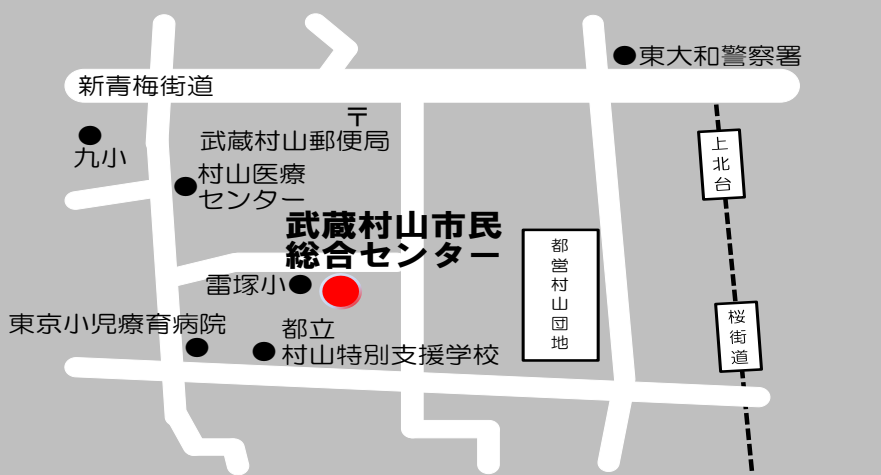 東大和警察署
新青梅街道
〒
武蔵村山郵便局
九小
村山医療
センター
上北台
武蔵村山市民
総合センター
都営村山団地
雷塚小
東京小児療育病院
都立
村山特別支援学校
桜街道